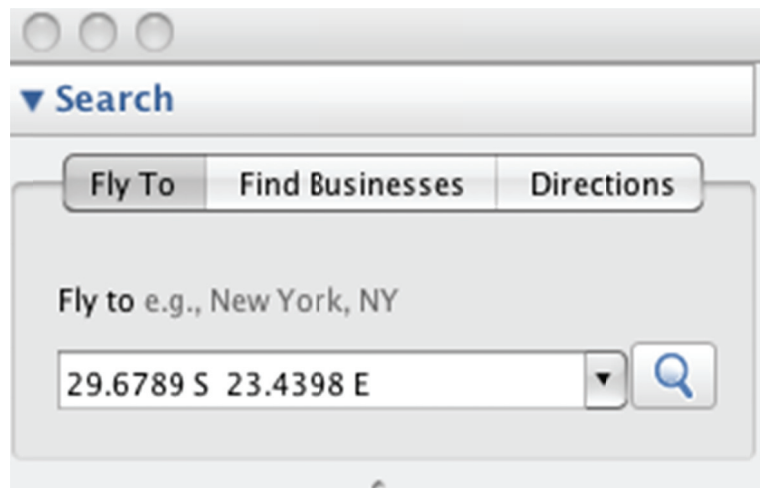 Search
Fly To Find Businesses Directions
Fly to e.g., New York, NY
29.6789 S 23.4398 E